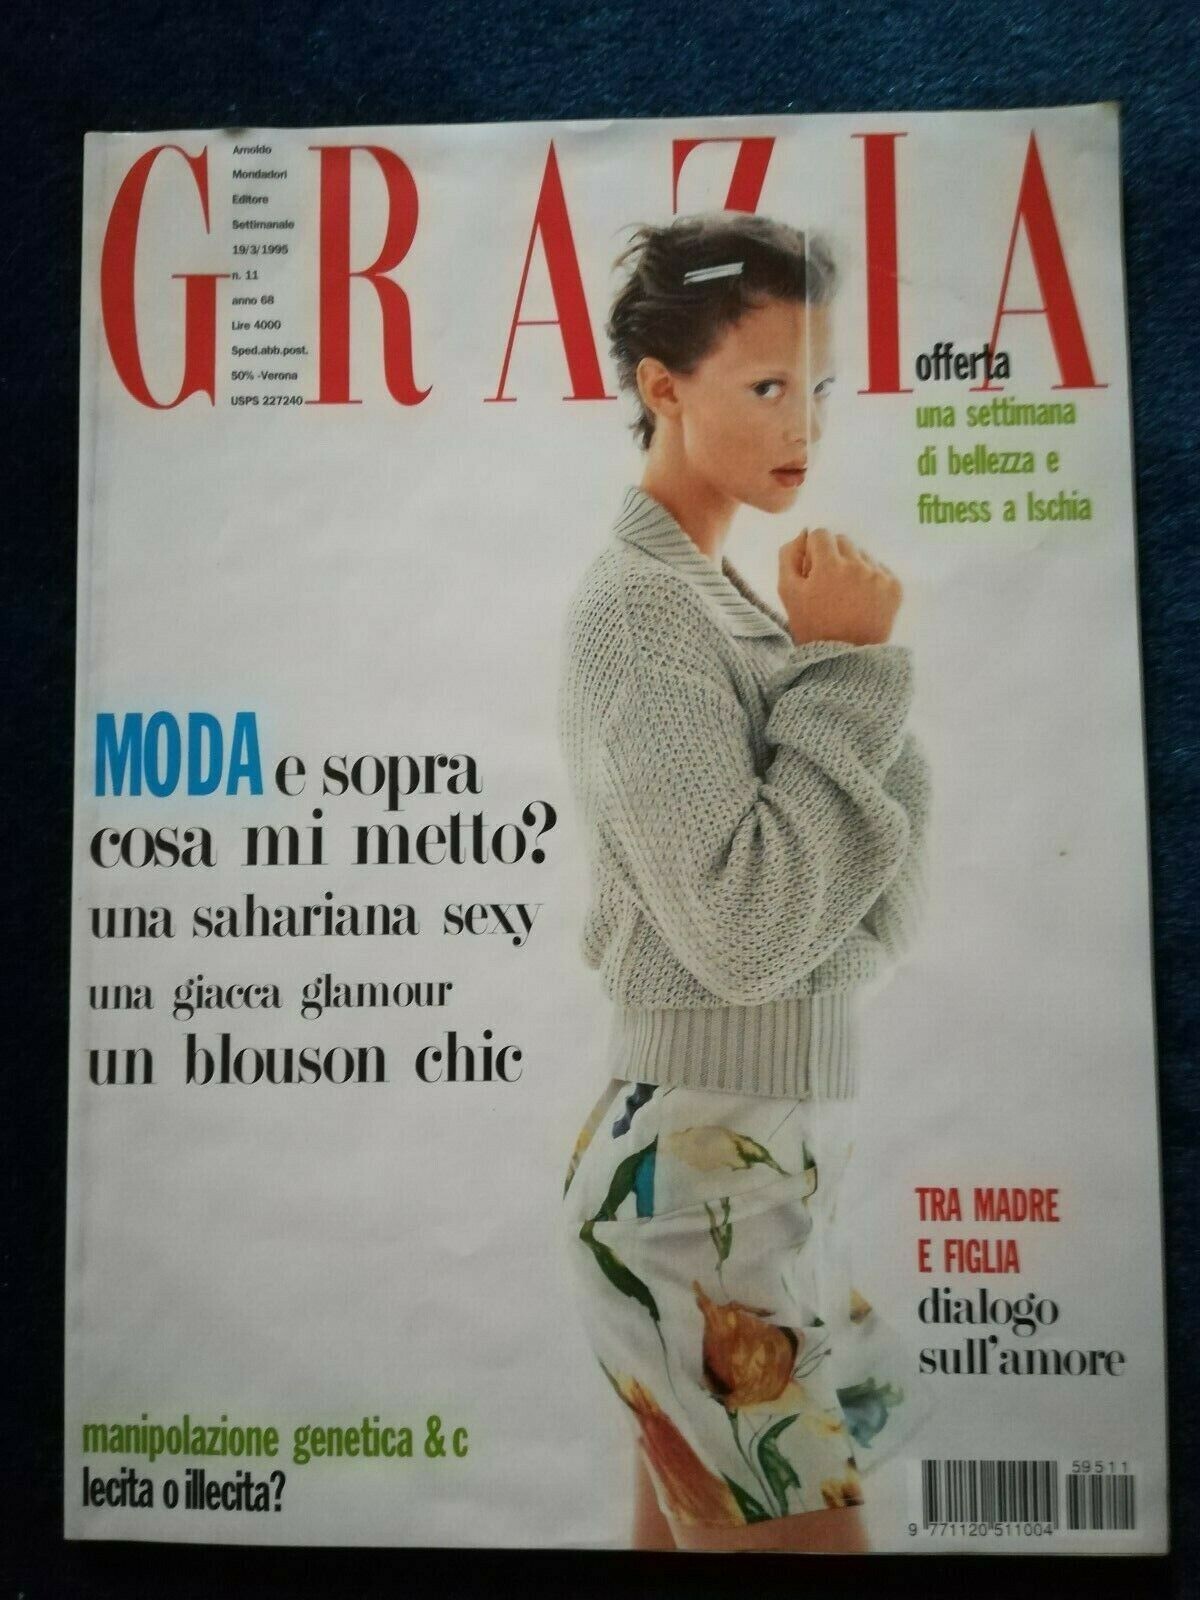 GRAZIA
Arnoldo
Mondadori
Editore
Settimanale
19/3/1995
n. 11
anno 68
Lire 4000
Sped.abb.post.
50% -Verona
USPS 227240
offerta
una settimana
di bellezza e
fitness a Ischia
MODA e sopra
cosa mi metto?
una sahariana sexy
una giacca glamour
un blouson chic
TRA MADRE
E FIGLIA
dialogo
sull'amore
manipolazione genetica & c
lecita o illecita?
59511
9 771120 511004